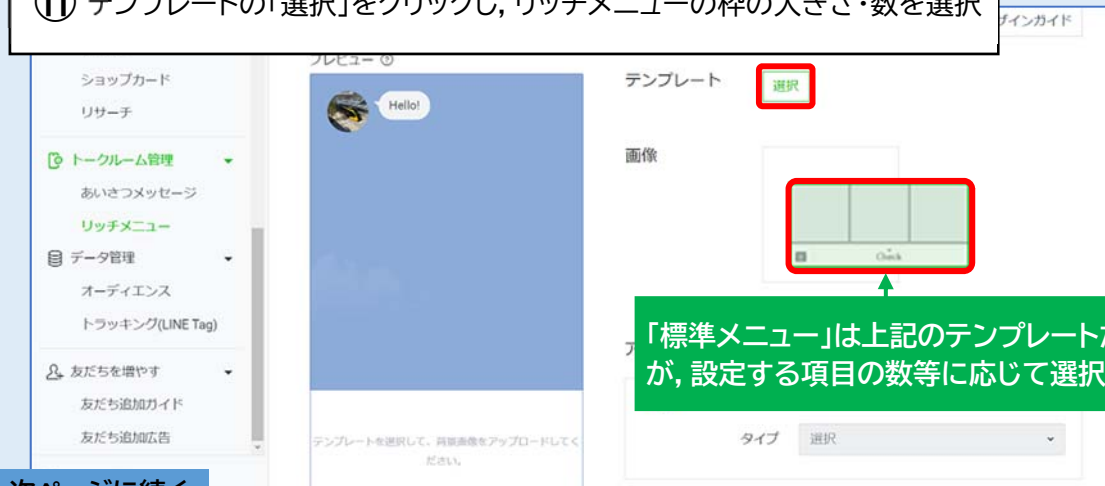 ⑪ テンプレートの「選択」をクリックし,リッチメニューの枠の大きさ・数を選択
デザインガイド
ショップカード
リサーチ
トークルーム管理
あいさつメッセージ
リッチメニュー
データ管理
オーディエンス
トラッキング(LINE Tag)
友だちを増やす
友だち追加ガイド
友だち追加広告
プレビュー
Hello!
テンプレートを選択して、背景画像をアップロードしてく
ださい。
テンプレート
選択
画像
Check
「標準メニュー」は上記のテンプレート
が,設定する項目の数等に応じて選択
タイプ
選択
次ページに続く